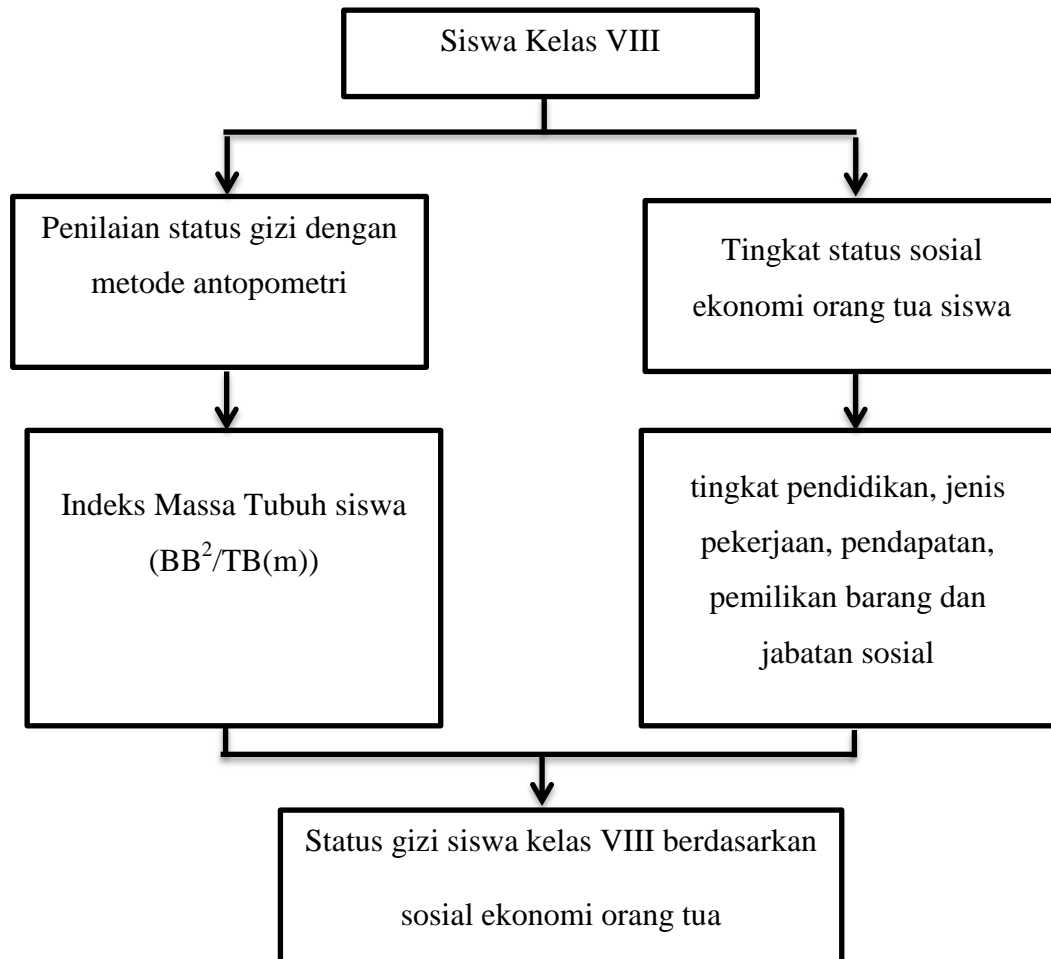 Siswa Kelas VIII
Penilaian status gizi dengan
metode antopometri
Tingkat status sosial
ekonomi orang tua siswa
Indeks Massa Tubuh siswa
(BB²/TB(m))
tingkat pendidikan, jenis
pekerjaan, pendapatan,
pemilikan barang dan
jabatan sosial
Status gizi siswa kelas VIII berdasarkan
sosial ekonomi orang tua